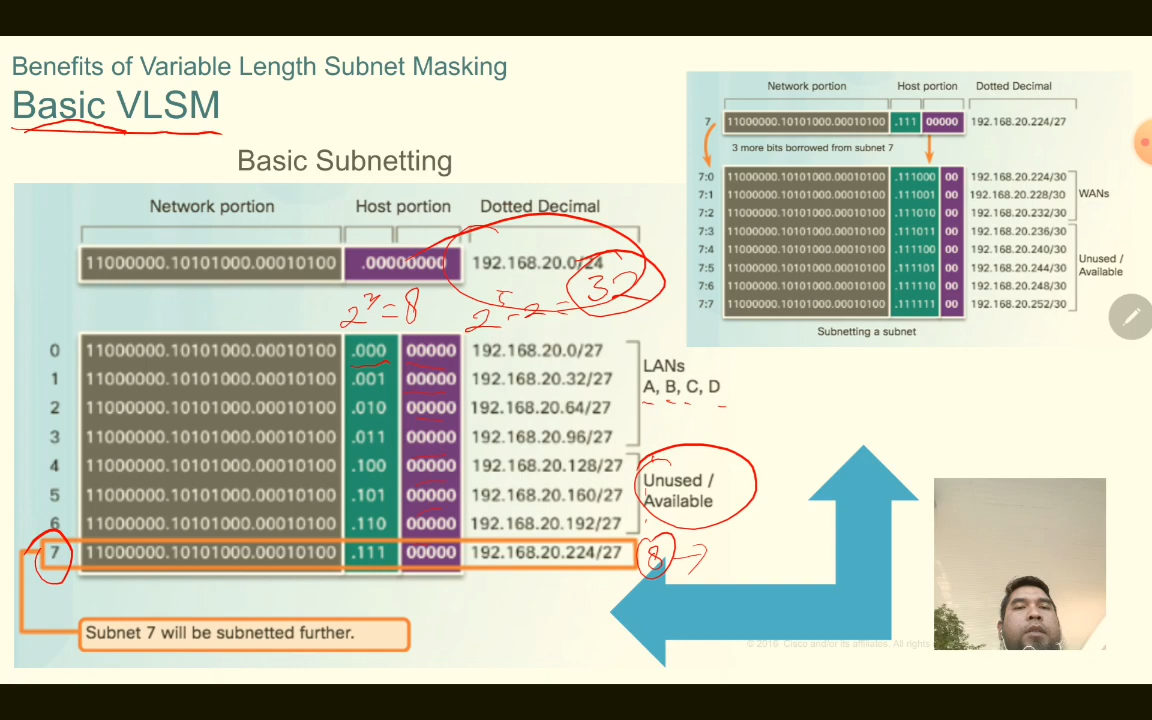 Benefits of Variable Length Subnet Masking
Basic VLSM
Basic Subnetting
Network portion Host portion Dotted Decimal
11000000.10101000.00010100 .00000000 192.168.20.0/24
2³=8 2⁵-2= 32
0 11000000.10101000.00010100 .000 00000 192.168.20.0/27
1 11000000.10101000.00010100 .001 00000 192.168.20.32/27
2 11000000.10101000.00010100 .010 00000 192.168.20.64/27
3 11000000.10101000.00010100 .011 00000 192.168.20.96/27
LANs
A, B, C, D
4 11000000.10101000.00010100 .100 00000 192.168.20.128/27
5 11000000.10101000.00010100 .101 00000 192.168.20.160/27
6 11000000.10101000.00010100 .110 00000 192.168.20.192/27
Unused /
Available
7 11000000.10101000.00010100 .111 00000 192.168.20.224/27 8
Subnet 7 will be subnetted further.
Network portion Host portion Dotted Decimal
7 11000000.10101000.00010100 .111 00000 192.168.20.224/27
3 more bits borrowed from subnet 7
7:0 11000000.10101000.00010100 .111000 00 192.168.20.224/30
7:1 11000000.10101000.00010100 .111001 00 192.168.20.228/30
7:2 11000000.10101000.00010100 .111010 00 192.168.20.232/30
WANs
7:3 11000000.10101000.00010100 .111011 00 192.168.20.236/30
7:4 11000000.10101000.00010100 .111100 00 192.168.20.240/30
7:5 11000000.10101000.00010100 .111101 00 192.168.20.244/30
7:6 11000000.10101000.00010100 .111110 00 192.168.20.248/30
7:7 11000000.10101000.00010100 .111111 00 192.168.20.252/30
Unused /
Available
Subnetting a subnet
© 2016 Cisco and/or its affiliates. All rights